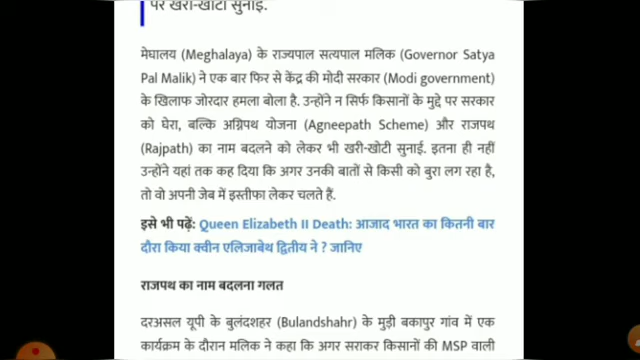 पर खरी-खोटी सुनाई.
मेघालय (Meghalaya) के राज्यपाल सत्यपाल मलिक (Governor Satya
Pal Malik) ने एक बार फिर से केंद्र की मोदी सरकार (Modi government)
के खिलाफ जोरदार हमला बोला है. उन्होंने न सिर्फ किसानों के मुद्दे पर सरकार
को घेरा, बल्कि अग्निपथ योजना (Agneepath Scheme) और राजपथ
(Rajpath) का नाम बदलने को लेकर भी खरी-खोटी सुनाई. इतना ही नहीं
उन्होंने यहां तक कह दिया कि अगर उनकी बातों से किसी को बुरा लग रहा है,
तो वो अपनी जेब में इस्तीफा लेकर चलते हैं.
इसे भी पढ़ें: Queen Elizabeth II Death: आजाद भारत का कितनी बार
दौरा किया क्वीन एलिजाबेथ द्वितीय ने ? जानिए
राजपथ का नाम बदलना गलत
दरअसल यूपी के बुलंदशहर (Bulandshahr) के मुड़ी बकापुर गांव में एक
कार्यक्रम के दौरान मलिक ने कहा कि अगर सराकर किसानों की MSP वाली